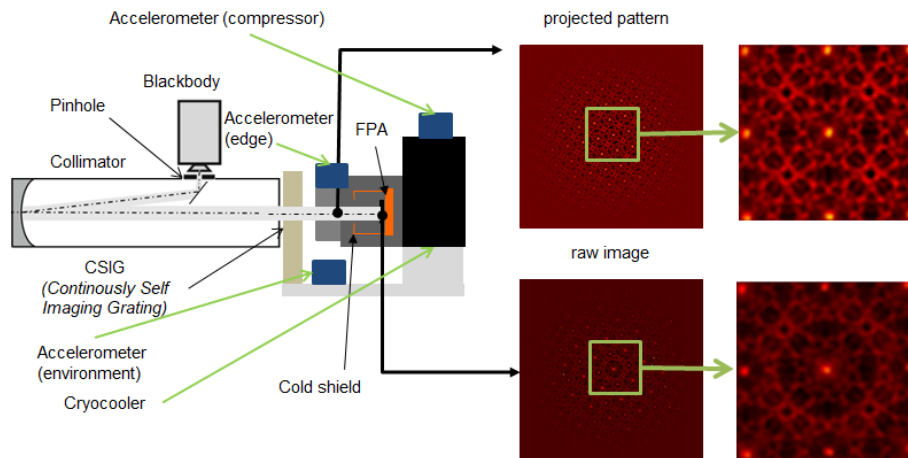 Accelerometer (compressor)
projected pattern
Blackbody
Pinhole
Accelerometer
(edge)
FPA
Collimator
raw image
CSIG
(Continously Self
Imaging Grating)
Accelerometer
(environment)
Cold shield
Cryocooler